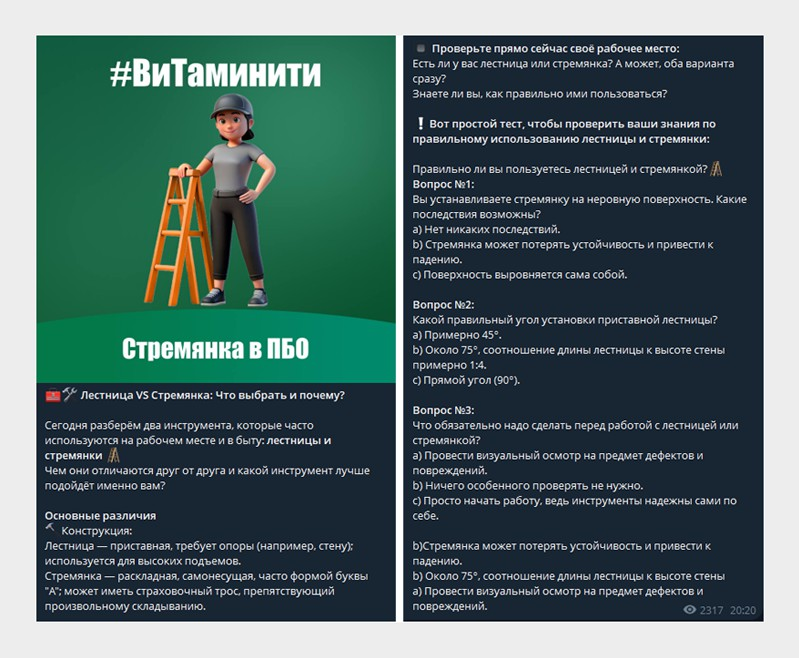 #ВиТаминити
Стремянка в ПБО
Лестница VS Стремянка: Что выбрать и почему?
Сегодня разберём два инструмента, которые часто
используются на рабочем месте и в быту: лестницы и
стремянки
Чем они отличаются друг от друга и какой инструмент лучше
подойдёт именно вам?
Основные различия
Конструкция:
Лестница — приставная, требует опоры (например, стену);
используется для высоких подъемов.
Стремянка — раскладная, самонесущая, часто формой буквы
"А"; может иметь страховочный трос, препятствующий
произвольному складыванию.
Проверьте прямо сейчас своё рабочее место:
Есть ли у вас лестница или стремянка? А может, оба варианта
сразу?
Знаете ли вы, как правильно ими пользоваться?
❗ Вот простой тест, чтобы проверить ваши знания по
правильному использованию лестницы и стремянки:
Правильно ли вы пользуетесь лестницей и стремянкой?
Вопрос №1:
Вы устанавливаете стремянку на неровную поверхность. Какие
последствия возможны?
a) Нет никаких последствий.
b) Стремянка может потерять устойчивость и привести к
падению.
c) Поверхность выровняется сама собой.
Вопрос №2:
Какой правильный угол установки приставной лестницы?
a) Примерно 45°.
b) Около 75°, соотношение длины лестницы к высоте стены
примерно 1:4.
c) Прямой угол (90°).
Вопрос №3:
Что обязательно надо сделать перед работой с лестницей или
стремянкой?
a) Провести визуальный осмотр на предмет дефектов и
повреждений.
b) Ничего особенного проверять не нужно.
c) Просто начать работу, ведь инструменты надежны сами по
себе.
b)Стремянка может потерять устойчивость и привести к
падению.
b) Около 75°, соотношение длины лестницы к высоте стены
a) Провести визуальный осмотр на предмет дефектов и
повреждений.
2317 20:20